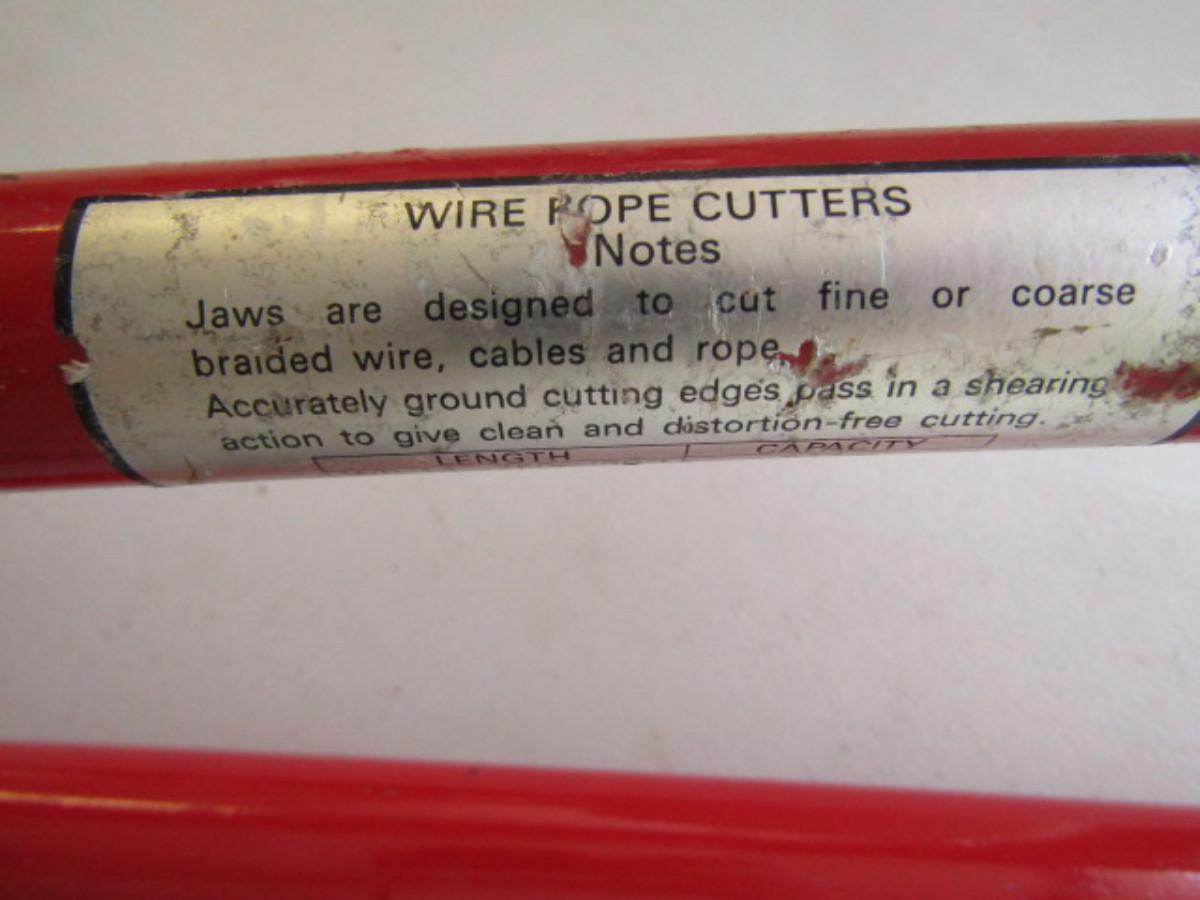 WIRE ROPE CUTTERS
Notes
Jaws are designed to cut fine or coarse
braided wire, cables and rope.
Accurately ground cutting edges pass in a shearing
action to give clean and distortion-free cutting.
LENGTH CAPACITY